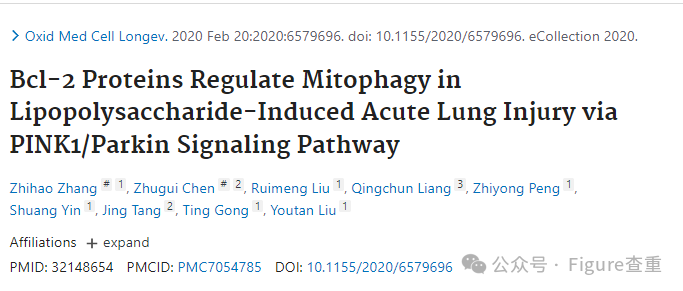 > Oxid Med Cell Longev. 2020 Feb 20:2020:6579696. doi: 10.1155/2020/6579696. eCollection 2020.
Bcl-2 Proteins Regulate Mitophagy in
Lipopolysaccharide-Induced Acute Lung Injury via
PINK1/Parkin Signaling Pathway
Zhihao Zhang # 1, Zhugui Chen # 2, Ruimeng Liu 1, Qingchun Liang 3, Zhiyong Peng 1,
Shuang Yin 1, Jing Tang 2, Ting Gong 1, Youtan Liu 1
Affiliations + expand
PMID: 32148654 PMCID: PMC7054785 DOI: 10.1155/2020/6579696
公众号 · Figure查重